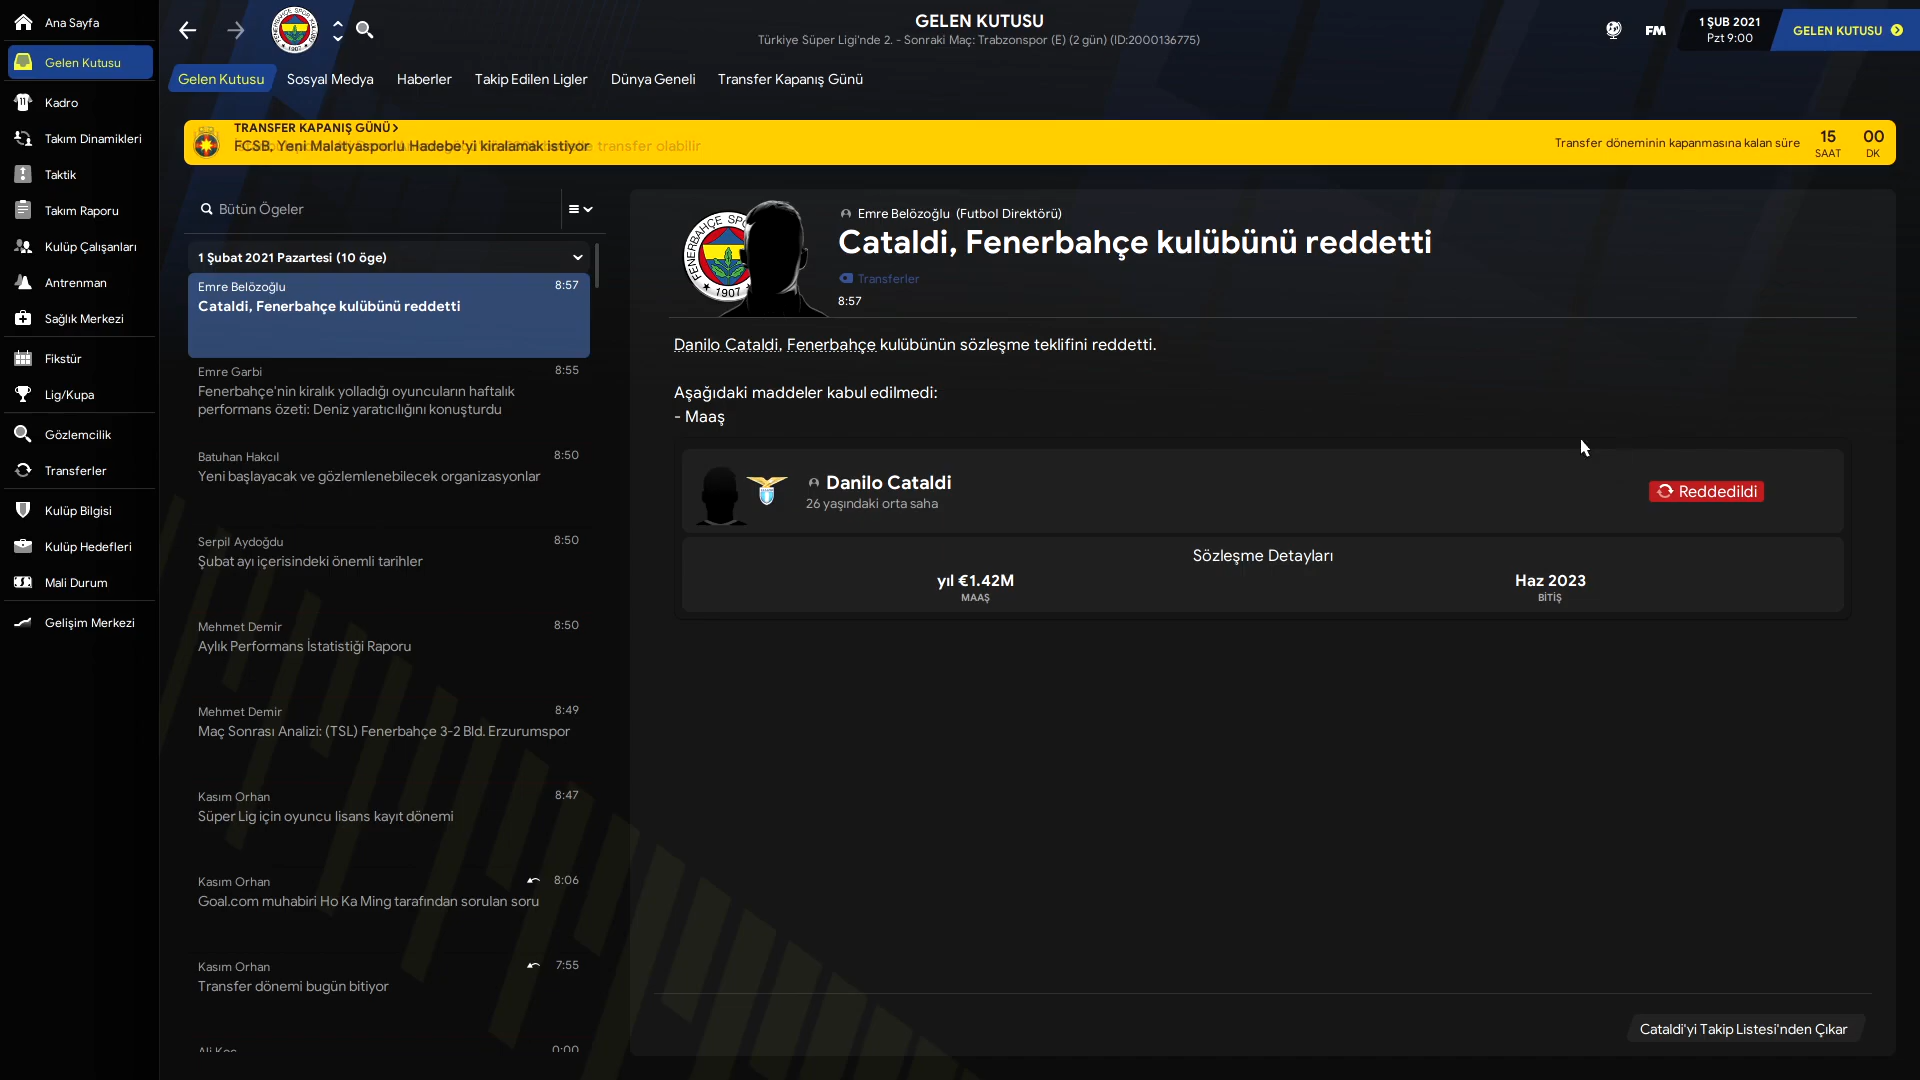 Ana Sayfa
Gelen Kutusu
Kadro
Takım Dinamikleri
Taktik
Takım Raporu
Kulüp Çalışanları
Antrenman
Sağlık Merkezi
Fikstür
Lig/Kupa
Gözlemcilik
Transferler
Kulüp Bilgisi
Kulüp Hedefleri
Mali Durum
Gelişim Merkezi
GELEN KUTUSU
Türkiye Süper Ligi'nde 2. - Sonraki Maç: Trabzonspor (E) (2 gün) (ID:2000136775)
FM
1 ŞUB 2021
Pzt 9:00
GELEN KUTUSU
Gelen Kutusu
Sosyal Medya
Haberler
Takip Edilen Ligler
Dünya Geneli
Transfer Kapanış Günü
TRANSFER KAPANIŞ GÜNÜ
FCSB, Yeni Malatyasporlu Hadebe'yi kiralamak istiyor
transfer olabilir
Transfer döneminin kapanmasına kalan süre
15
SAAT
00
DK
Bütün Ögeler
1 Şubat 2021 Pazartesi (10 öge)
Emre Belözoğlu
8:57
Cataldi, Fenerbahçe kulübünü reddetti
Emre Garbi
8:55
Fenerbahçe'nin kiralık yolladığı oyuncuların haftalık
performans özeti: Deniz yaratıcılığını konuşturdu
Batuhan Hakcıl
8:50
Yeni başlayacak ve gözlemlenebilecek organizasyonlar
Serpil Aydoğdu
8:50
Şubat ayı içerisindeki önemli tarihler
Mehmet Demir
8:50
Aylık Performans İstatistiği Raporu
Mehmet Demir
8:49
Maç Sonrası Analizi: (TSL) Fenerbahçe 3-2 Bld. Erzurumspor
Kasım Orhan
8:47
Süper Lig için oyuncu lisans kayıt dönemi
Kasım Orhan
8:06
Goal.com muhabiri Ho Ka Ming tarafından sorulan soru
Kasım Orhan
7:55
Transfer dönemi bugün bitiyor
Ali Koç
0:00
FENERBAHÇE SPO
1907
Emre Belözoğlu (Futbol Direktörü)
Cataldi, Fenerbahçe kulübünü reddetti
Transferler
8:57
Danilo Cataldi, Fenerbahçe kulübünün sözleşme teklifini reddetti.
Aşağıdaki maddeler kabul edilmedi:
- Maaş
Danilo Cataldi
26 yaşındaki orta saha
Reddedildi
Sözleşme Detayları
yıl €1.42M
MAAŞ
Haz 2023
BİTİŞ
Cataldi'yi Takip Listesi'nden Çıkar